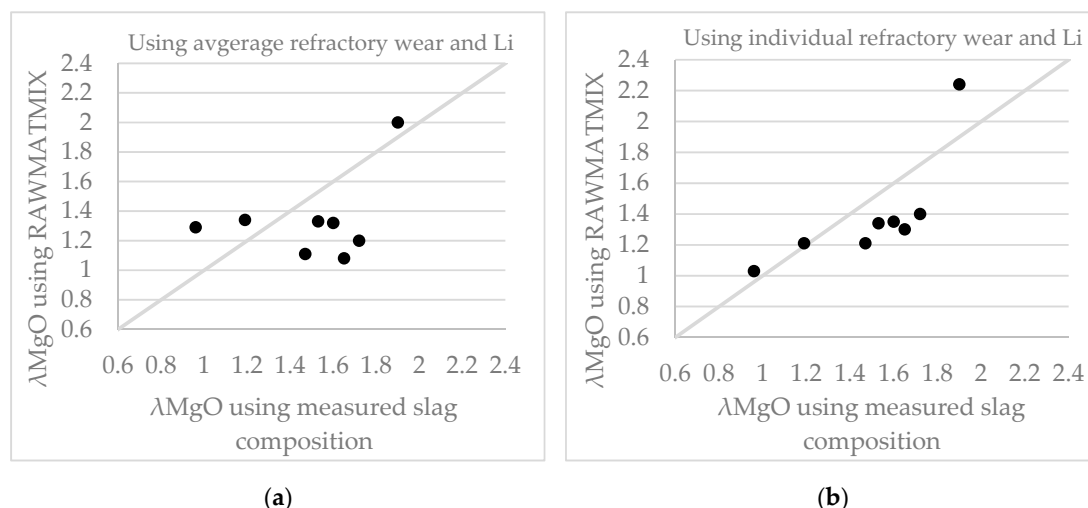 Using avgerage refractory wear and Li
2.4
2.2
2
1.8
1.6
1.4
1.2
1
0.8
0.6
λMgO using RAWMATMIX
0.6 1 1.2 1.4 1.6 1.8 2 2.2 2.4
λMgO using measured slag
composition
(a)
Using individual refractory wear and Li
2.4
2.2
2
1.8
1.6
1.4
1.2
1
0.8
0.6
λMgO using RAWMATMIX
0.6 1 1.2 1.4 1.6 1.8 2 2.2 2.4
λMgO using measured slag
composition
(b)